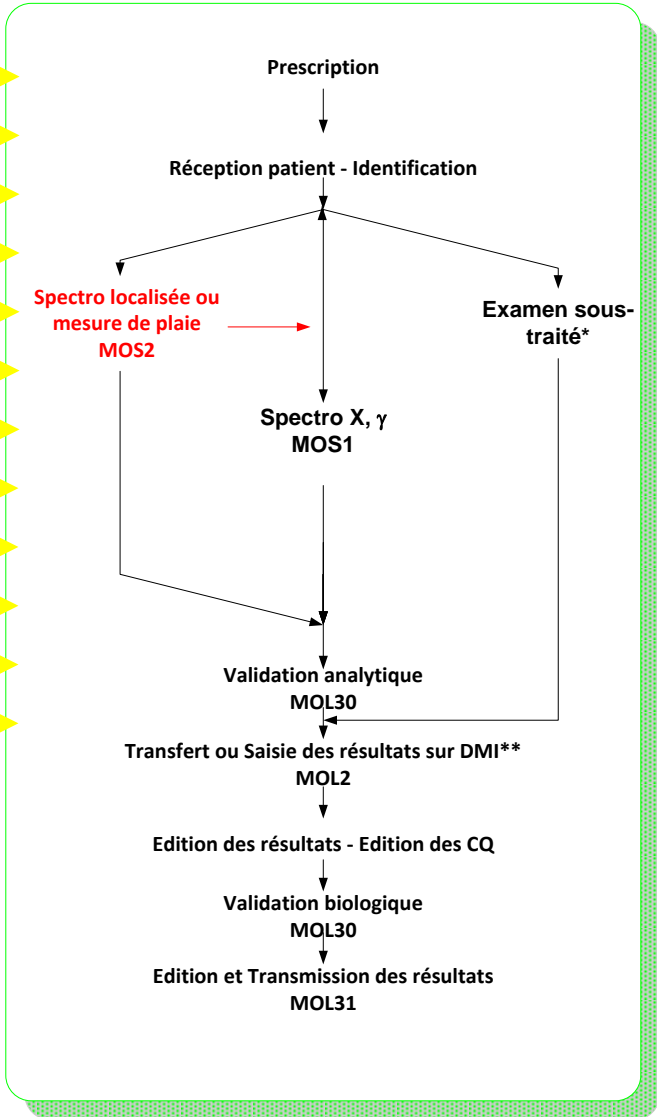 Prescription
Réception patient - Identification
Spectro localisée ou
mesure de plaie
MOS2
Examen sous-
traité*
Spectro X, γ
MOS1
Validation analytique
MOL30
Transfert ou Saisie des résultats sur DMI**
MOL2
Edition des résultats - Edition des CQ
Validation biologique
MOL30
Edition et Transmission des résultats
MOL31